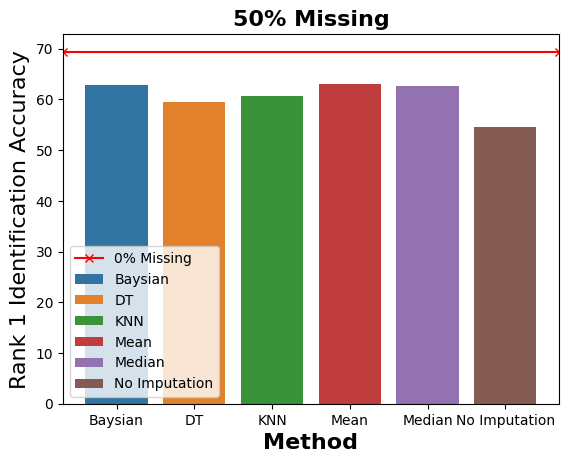 50% Missing
Rank 1 Identification Accuracy
70
60
50
40
30
20
10
0
0% Missing
Baysian
DT
KNN
Mean
Median
No Imputation
Baysian DT KNN Mean Median No Imputation
Method